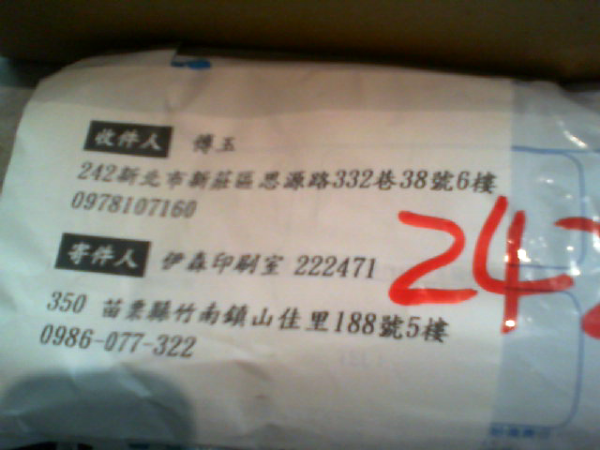 收件人 傅玉
242新北市新莊區思源路332巷38號6樓
0978107160
寄件人 伊森印刷室 222471
350 苗栗縣竹南鎮山佳里188號5樓
0986-077-322
242